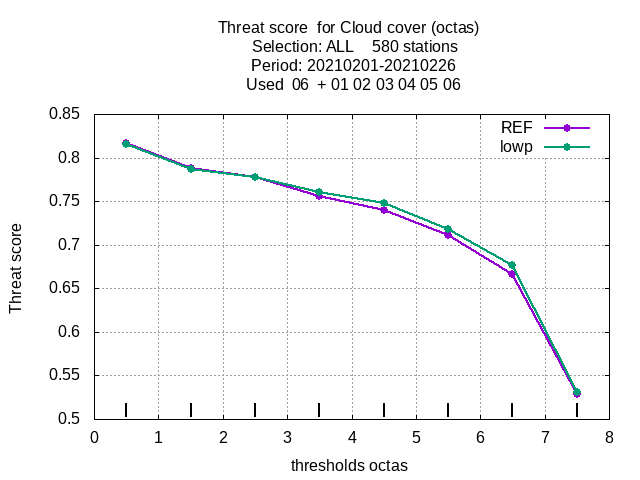 Threat score  for Cloud cover (octas)
Selection: ALL    580 stations
Period: 20210201-20210226
Used  06  + 01 02 03 04 05 06
REF
lowp
0.85
0.8
0.75
0.7
0.65
0.6
0.55
0.5
Threat score
0 1 2 3 4 5 6 7 8
thresholds octas